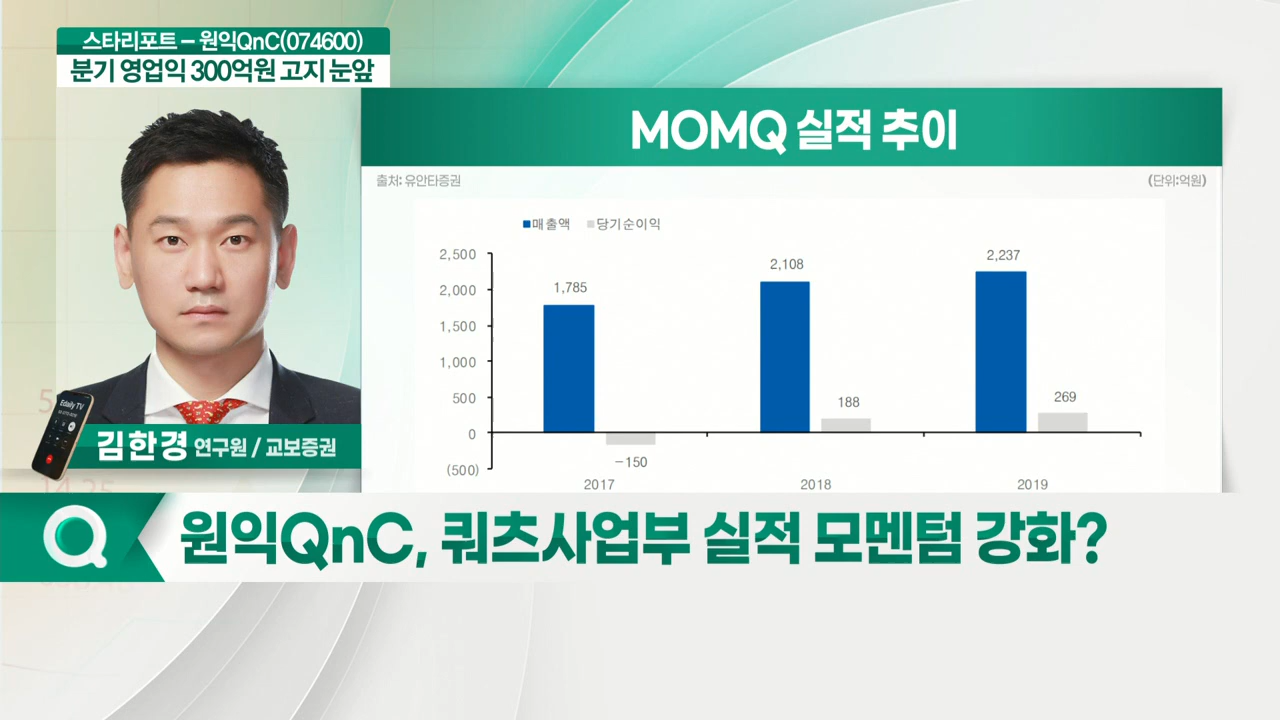 스타리포트 – 원익QnC(074600)
분기 영업익 300억원 고지 눈앞
MOMQ 실적 추이
출처: 유안타증권
(단위:억원)
매출액 당기순이익
2,500
2,000
1,500
1,000
500
0
(500)
1,785
2,108
2,237
-150
188
269
2017 2018 2019
Edaily TV
김한경 연구원 / 교보증권
원익QnC, 쿼츠사업부 실적 모멘텀 강화?